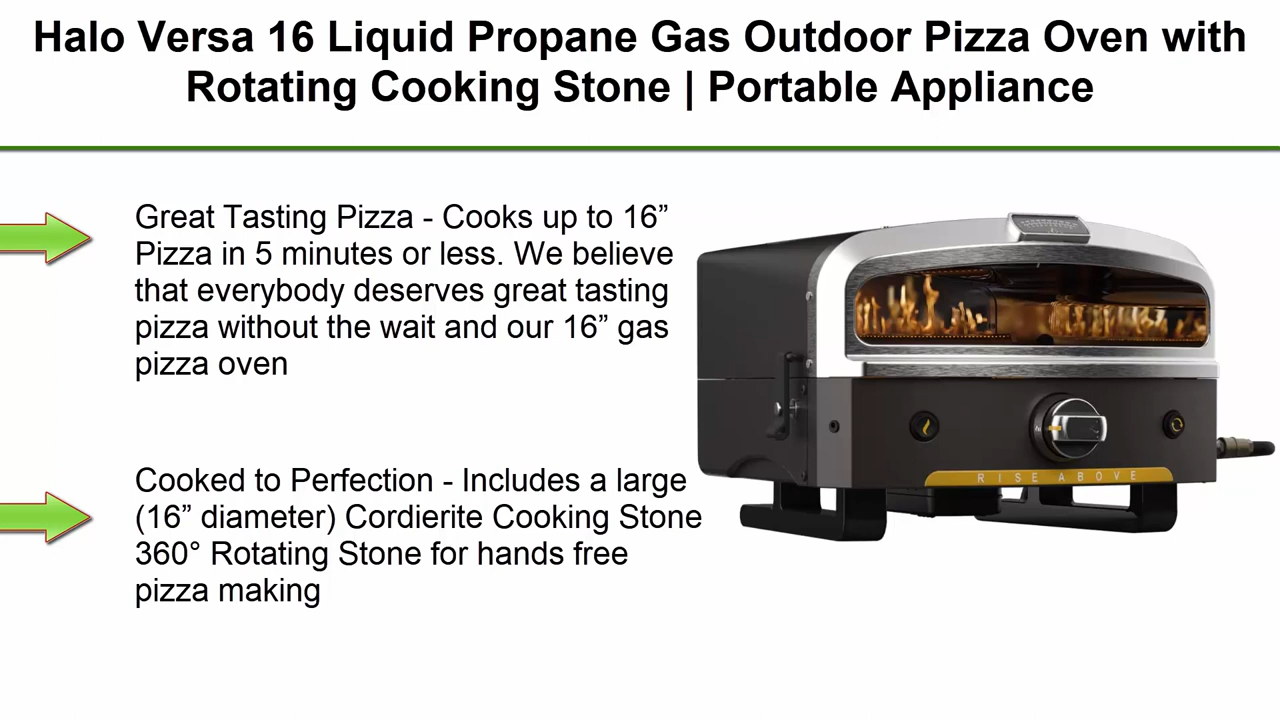 Halo Versa 16 Liquid Propane Gas Outdoor Pizza Oven with
Rotating Cooking Stone | Portable Appliance
Great Tasting Pizza - Cooks up to 16”
Pizza in 5 minutes or less. We believe
that everybody deserves great tasting
pizza without the wait and our 16” gas
pizza oven
Cooked to Perfection - Includes a large
(16” diameter) Cordierite Cooking Stone
360° Rotating Stone for hands free
pizza making
RISE ABOVE